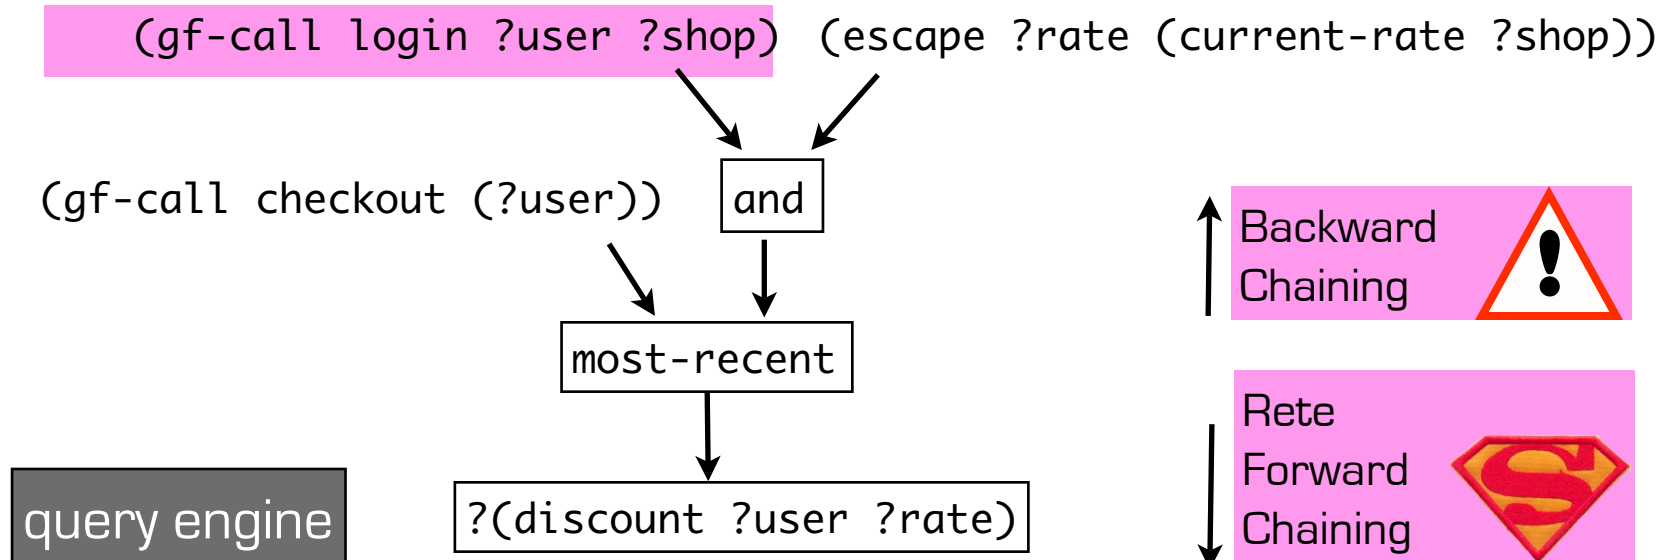 (gf-call login ?user ?shop) (escape ?rate (current-rate ?shop))
(gf-call checkout (?user))
and
most-recent
?(discount ?user ?rate)
query engine
Backward
Chaining
!
Rete
Forward
Chaining
S